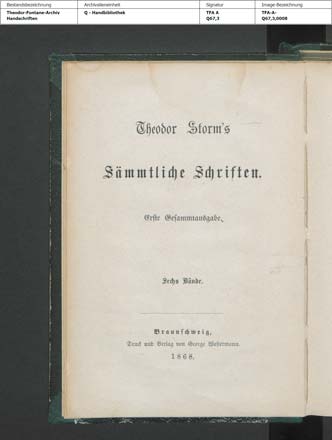 Bestandsbezeichnung
Theodor-Fontane-Archiv
Handschriften
Archivalieneinheit
Q - Handbibliothek
Signatur
TFA A
Q67,3
Image-Bezeichnung
TFA-A-
Q67,3,0008
Theodor Storm's
Sämmtliche Schriften.
Erste Gesammtausgabe.
Sechs Bände.
Braunschweig,
Druck und Verlag von George Westermann.
1868.